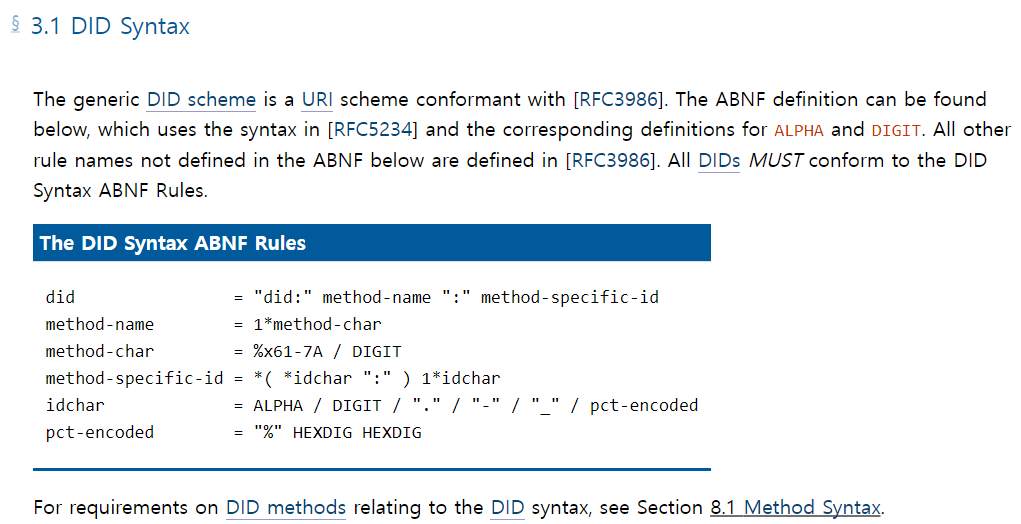 § 3.1 DID Syntax
The generic DID scheme is a URI scheme conformant with [RFC3986]. The ABNF definition can be found
below, which uses the syntax in [RFC5234] and the corresponding definitions for ALPHA and DIGIT. All other
rule names not defined in the ABNF below are defined in [RFC3986]. All DIDs MUST conform to the DID
Syntax ABNF Rules.
The DID Syntax ABNF Rules
did = "did:" method-name ":" method-specific-id
method-name = 1*method-char
method-char = %x61-7A / DIGIT
method-specific-id = *( *idchar ":" ) 1*idchar
idchar = ALPHA / DIGIT / "." / "-" / "_" / pct-encoded
pct-encoded = "%" HEXDIG HEXDIG
For requirements on DID methods relating to the DID syntax, see Section 8.1 Method Syntax.